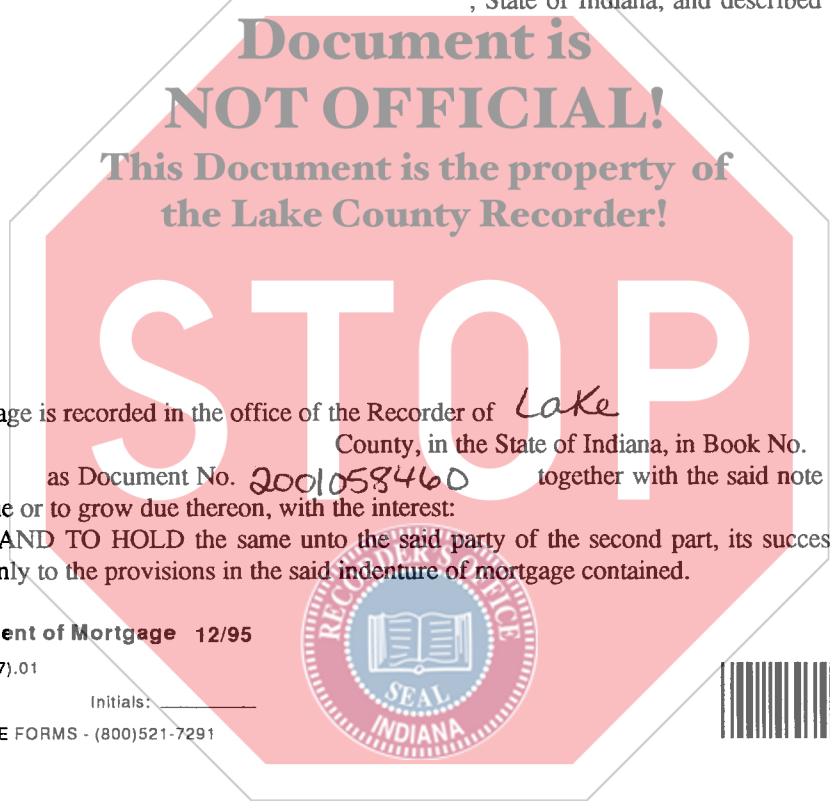 , State of Indiana, and described
Document is
NOT OFFICIAL!
This Document is the property of
the Lake County Recorder!
STOP
age is recorded in the office of the Recorder of Lake
County, in the State of Indiana, in Book No.
as Document No. 2001058460 together with the said note
e or to grow due thereon, with the interest:
AND TO HOLD the same unto the said party of the second part, its succes
nly to the provisions in the said indenture of mortgage contained.
RECORDER'S OFFICE
SEAL
INDIANA
ent of Mortgage 12/95
7).01
Initials:
E FORMS - (800)521-7291